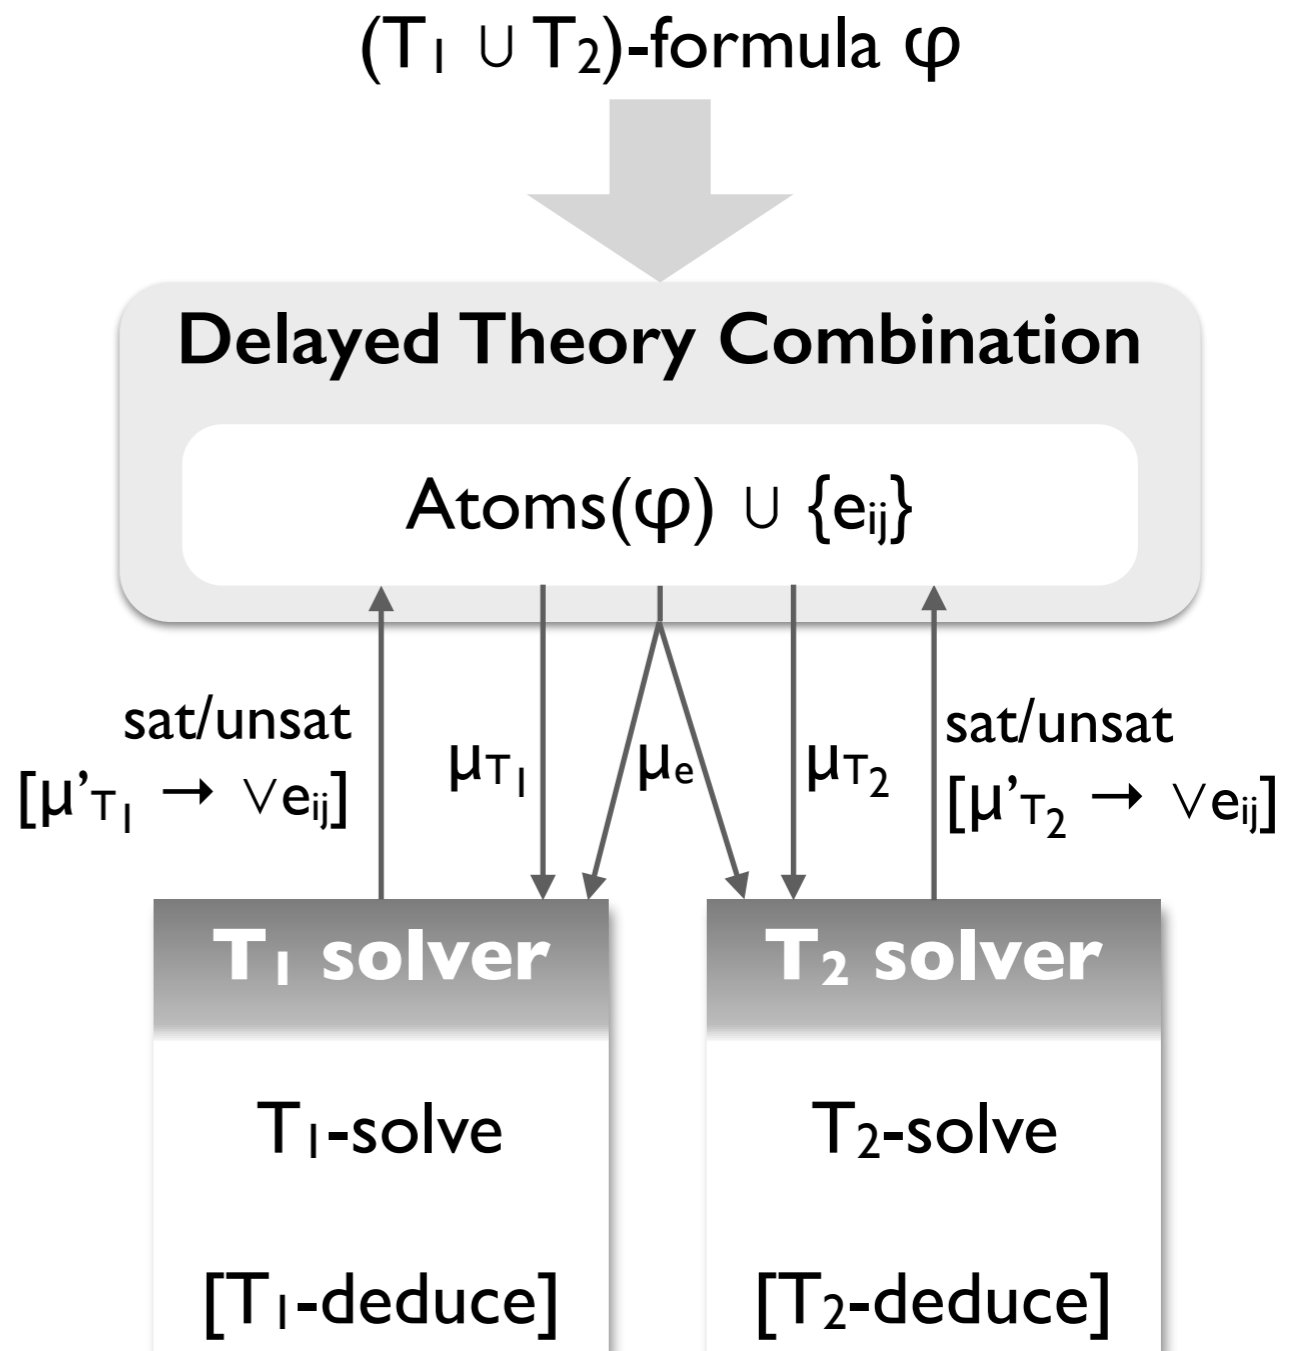 (T₁ ∪ T₂)-formula φ
Delayed Theory Combination
Atoms(φ) ∪ {eᵢⱼ}
sat/unsat
[μ’T₁ → ∨eᵢⱼ]
μT₁
μₑ
μT₂
sat/unsat
[μ’T₂ → ∨eᵢⱼ]
T₁ solver
T₂ solver
T₁-solve
T₂-solve
[T₁-deduce]
[T₂-deduce]